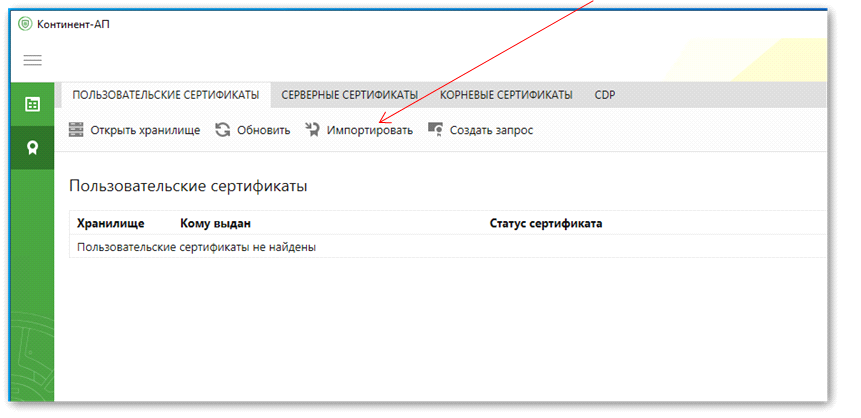 Континент-АП
ПОЛЬЗОВАТЕЛЬСКИЕ СЕРТИФИКАТЫ СЕРВЕРНЫЕ СЕРТИФИКАТЫ КОРНЕВЫЕ СЕРТИФИКАТЫ CDP
Открыть хранилище Обновить Импортировать Создать запрос
Пользовательские сертификаты
Хранилище Кому выдан Статус сертификата
Пользовательские сертификаты не найдены